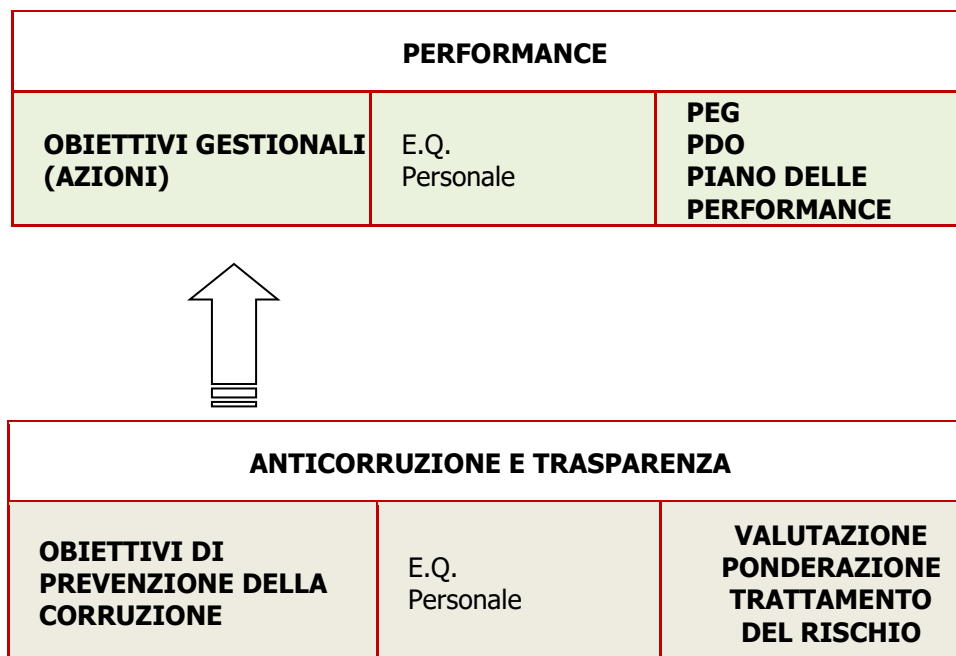 PERFORMANCE
OBIETTIVI GESTIONALI
(AZIONI)
E.Q.
Personale
PEG
PDO
PIANO DELLE
PERFORMANCE
ANTICORRUZIONE E TRASPARENZA
OBIETTIVI DI
PREVENZIONE DELLA
CORRUZIONE
E.Q.
Personale
VALUTAZIONE
PONDERAZIONE
TRATTAMENTO
DEL RISCHIO